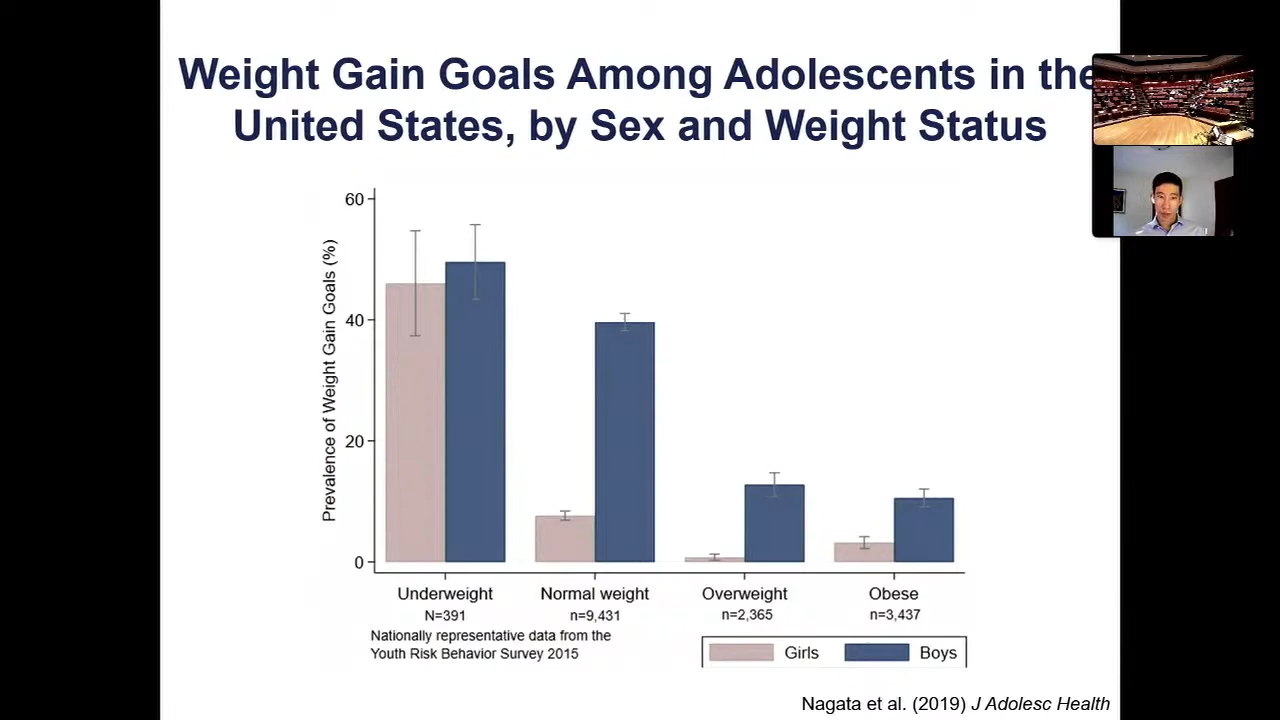 Weight Gain Goals Among Adolescents in the
United States, by Sex and Weight Status
Prevalence of Weight Gain Goals (%)
60
40
20
0
Underweight Normal weight Overweight Obese
N=391 n=9,431 n=2,365 n=3,437
Nationally representative data from the
Youth Risk Behavior Survey 2015
Girls Boys
Nagata et al. (2019) J Adolesc Health